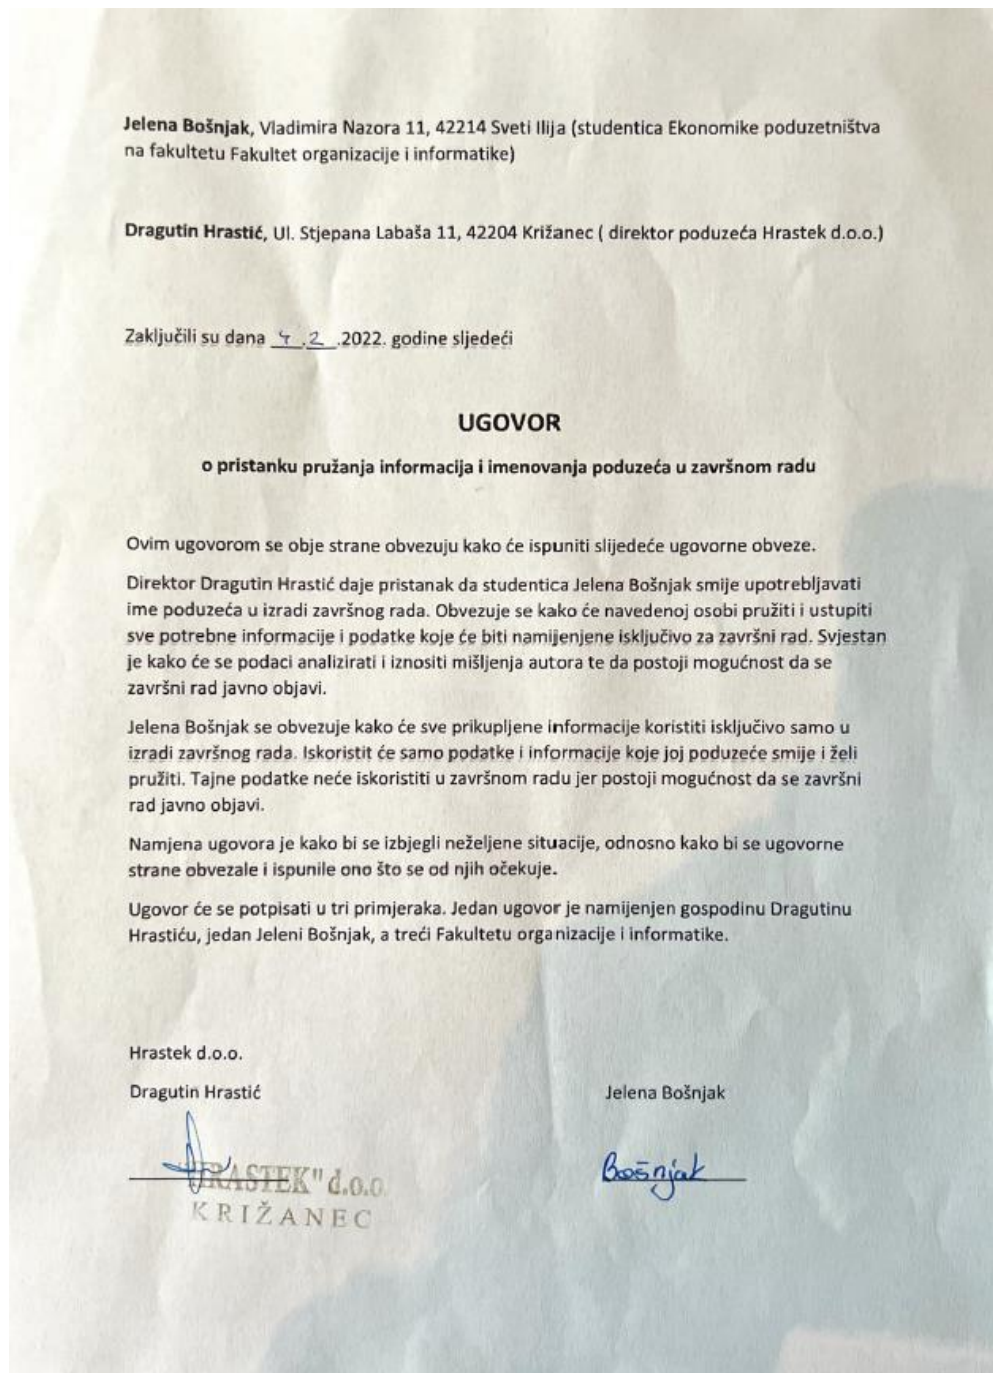 Jelena Bošnjak, Vladimira Nazora 11, 42214 Sveti Ilija (studentica Ekonomike poduzetništva
na fakultetu Fakultet organizacije i informatike)
Dragutin Hrastić, Ul. Stjepana Labaša 11, 42204 Križanec ( direktor poduzeća Hrastek d.o.o.)
Zaključili su dana 4.2.2022. godine sljedeći
UGOVOR
o pristanku pružanja informacija i imenovanja poduzeća u završnom radu
Ovim ugovorom se obje strane obvezuju kako će ispuniti slijedeće ugovorne obveze.
Direktor Dragutin Hrastić daje pristanak da studentica Jelena Bošnjak smije upotrebljavati
ime poduzeća u izradi završnog rada. Obvezuje se kako će navedenoj osobi pružiti i ustupiti
sve potrebne informacije i podatke koje će biti namijenjene isključivo za završni rad. Svjestan
je kako će se podaci analizirati i iznositi mišljenja autora te da postoji mogućnost da se
završni rad javno objavi.
Jelena Bošnjak se obvezuje kako će sve prikupljene informacije koristiti isključivo samo u
izradi završnog rada. Iskoristit će samo podatke i informacije koje joj poduzeće smije i želi
pružiti. Tajne podatke neće iskoristiti u završnom radu jer postoji mogućnost da se završni
rad javno objavi.
Namjena ugovora je kako bi se izbjegli neželjene situacije, odnosno kako bi se ugovorne
strane obvezale i ispunile ono što se od njih očekuje.
Ugovor će se potpisati u tri primjeraka. Jedan ugovor je namijenjen gospodinu Dragutinu
Hrastiću, jedan Jeleni Bošnjak, a treći Fakultetu organizacije i informatike.
Hrastek d.o.o.
Dragutin Hrastić
Jelena Bošnjak
"HRASTEK" d.o.o.
KRIŽANEC
Bošnjak